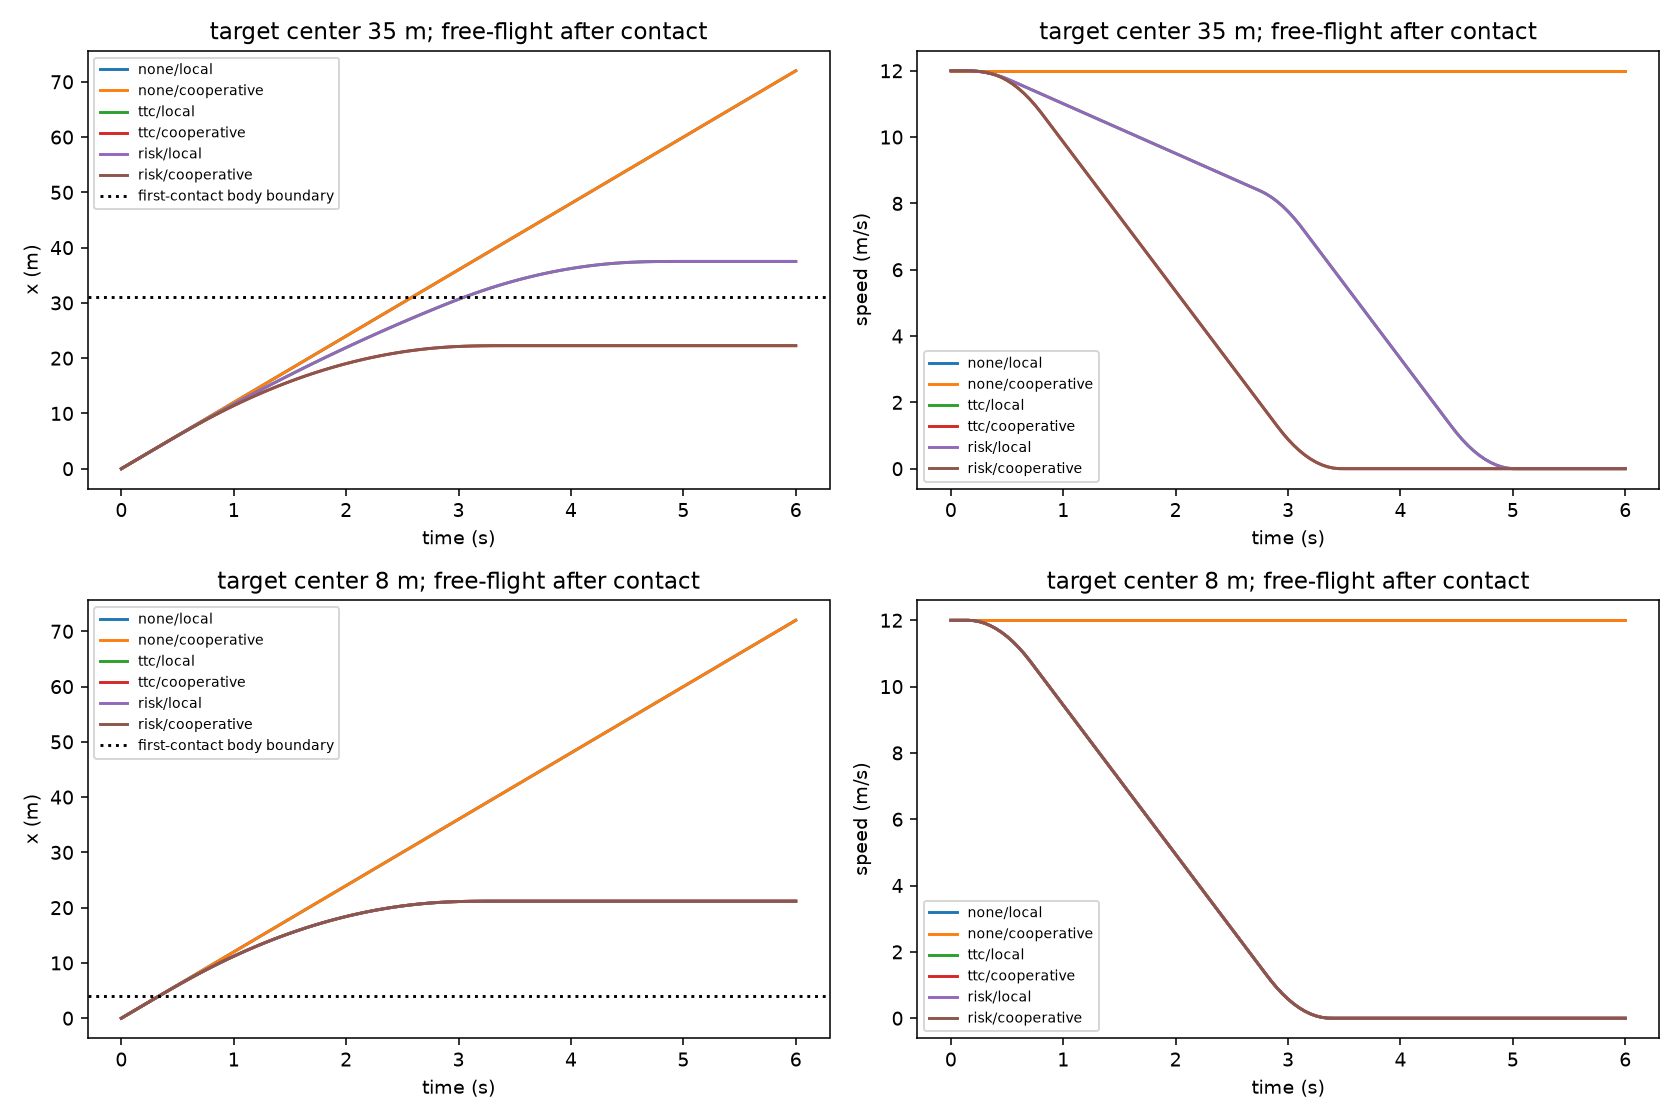 target center 35 m; free-flight after contact
x (m)
70
60
50
40
30
20
10
0
none/local
none/cooperative
ttc/local
ttc/cooperative
risk/local
risk/cooperative
first-contact body boundary
0 1 2 3 4 5 6
time (s)
target center 35 m; free-flight after contact
speed (m/s)
12
10
8
6
4
2
0
none/local
none/cooperative
ttc/local
ttc/cooperative
risk/local
risk/cooperative
0 1 2 3 4 5 6
time (s)
target center 8 m; free-flight after contact
x (m)
70
60
50
40
30
20
10
0
none/local
none/cooperative
ttc/local
ttc/cooperative
risk/local
risk/cooperative
first-contact body boundary
0 1 2 3 4 5 6
time (s)
target center 8 m; free-flight after contact
speed (m/s)
12
10
8
6
4
2
0
none/local
none/cooperative
ttc/local
ttc/cooperative
risk/local
risk/cooperative
0 1 2 3 4 5 6
time (s)